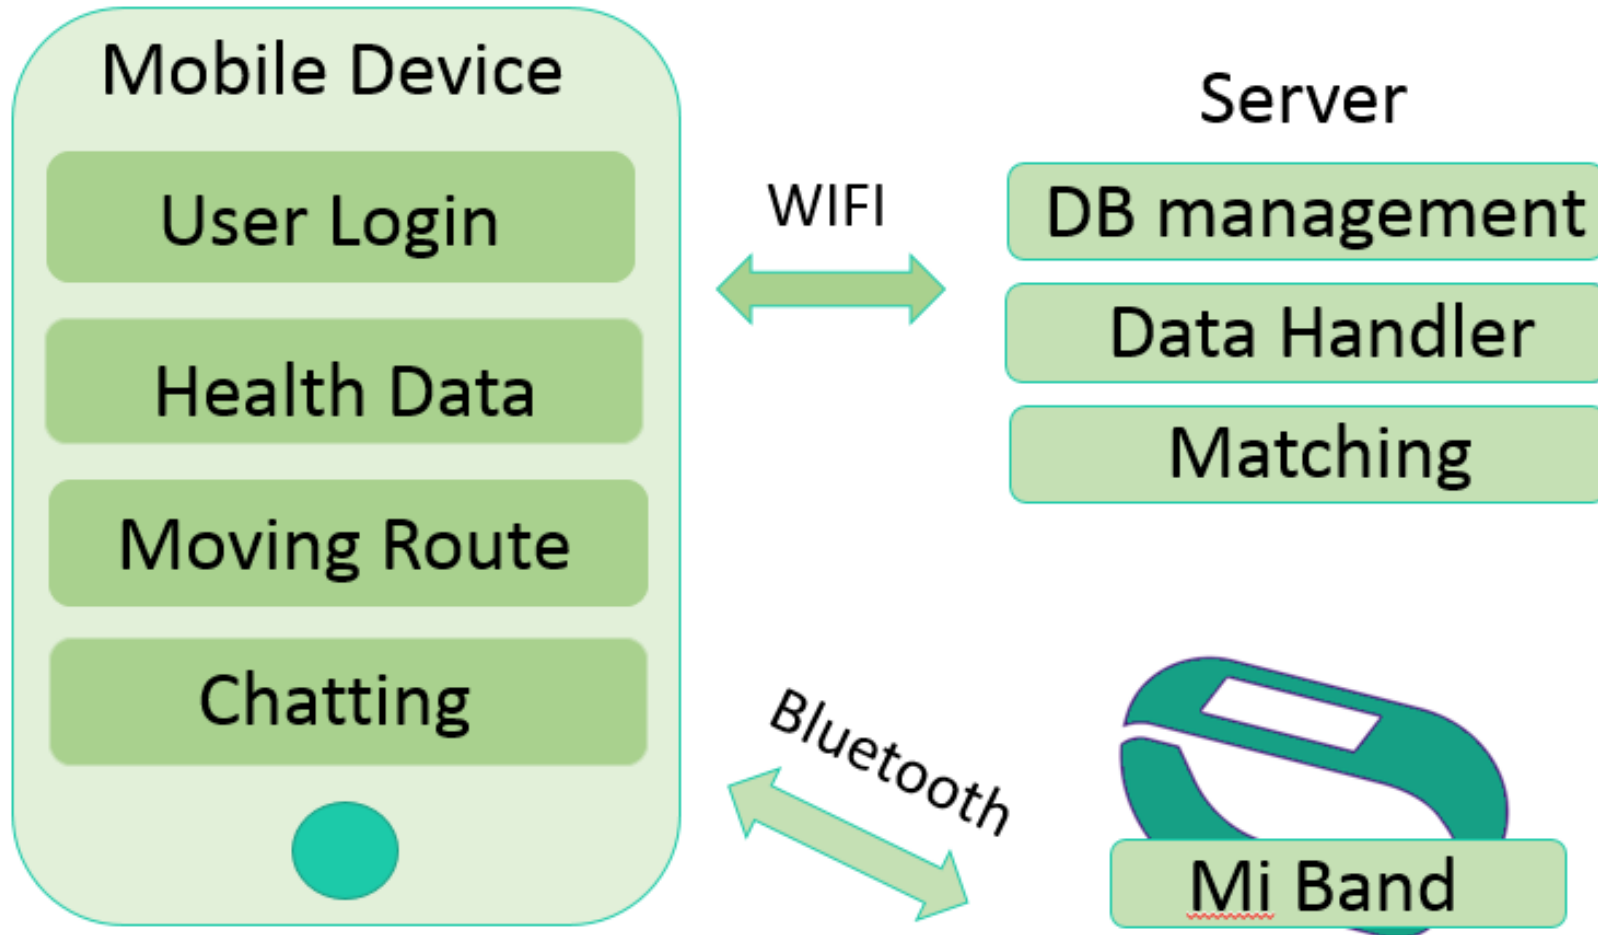 Mobile Device
User Login
Health Data
Moving Route
Chatting
WIFI
Bluetooth
Server
DB management
Data Handler
Matching
Mi Band